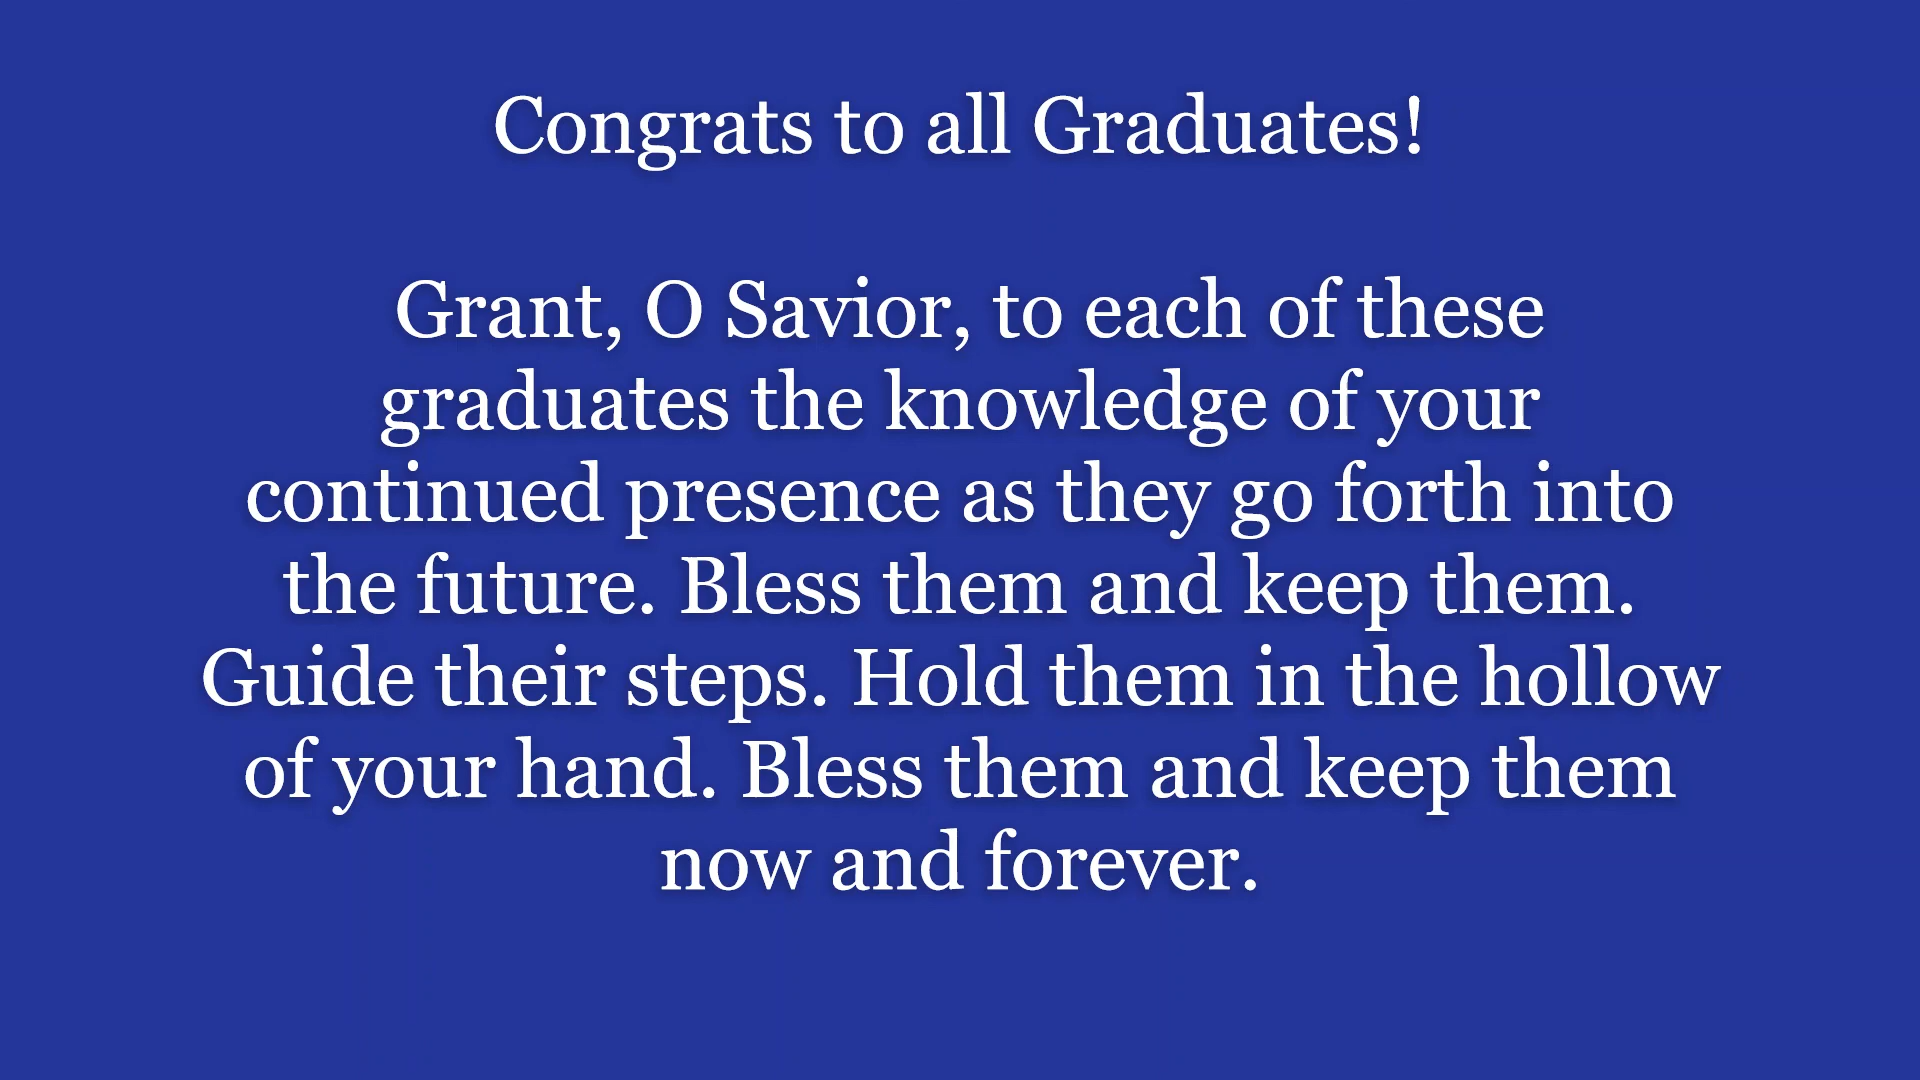 Congrats to all Graduates!
Grant, O Savior, to each of these
graduates the knowledge of your
continued presence as they go forth into
the future. Bless them and keep them.
Guide their steps. Hold them in the hollow
of your hand. Bless them and keep them
now and forever.